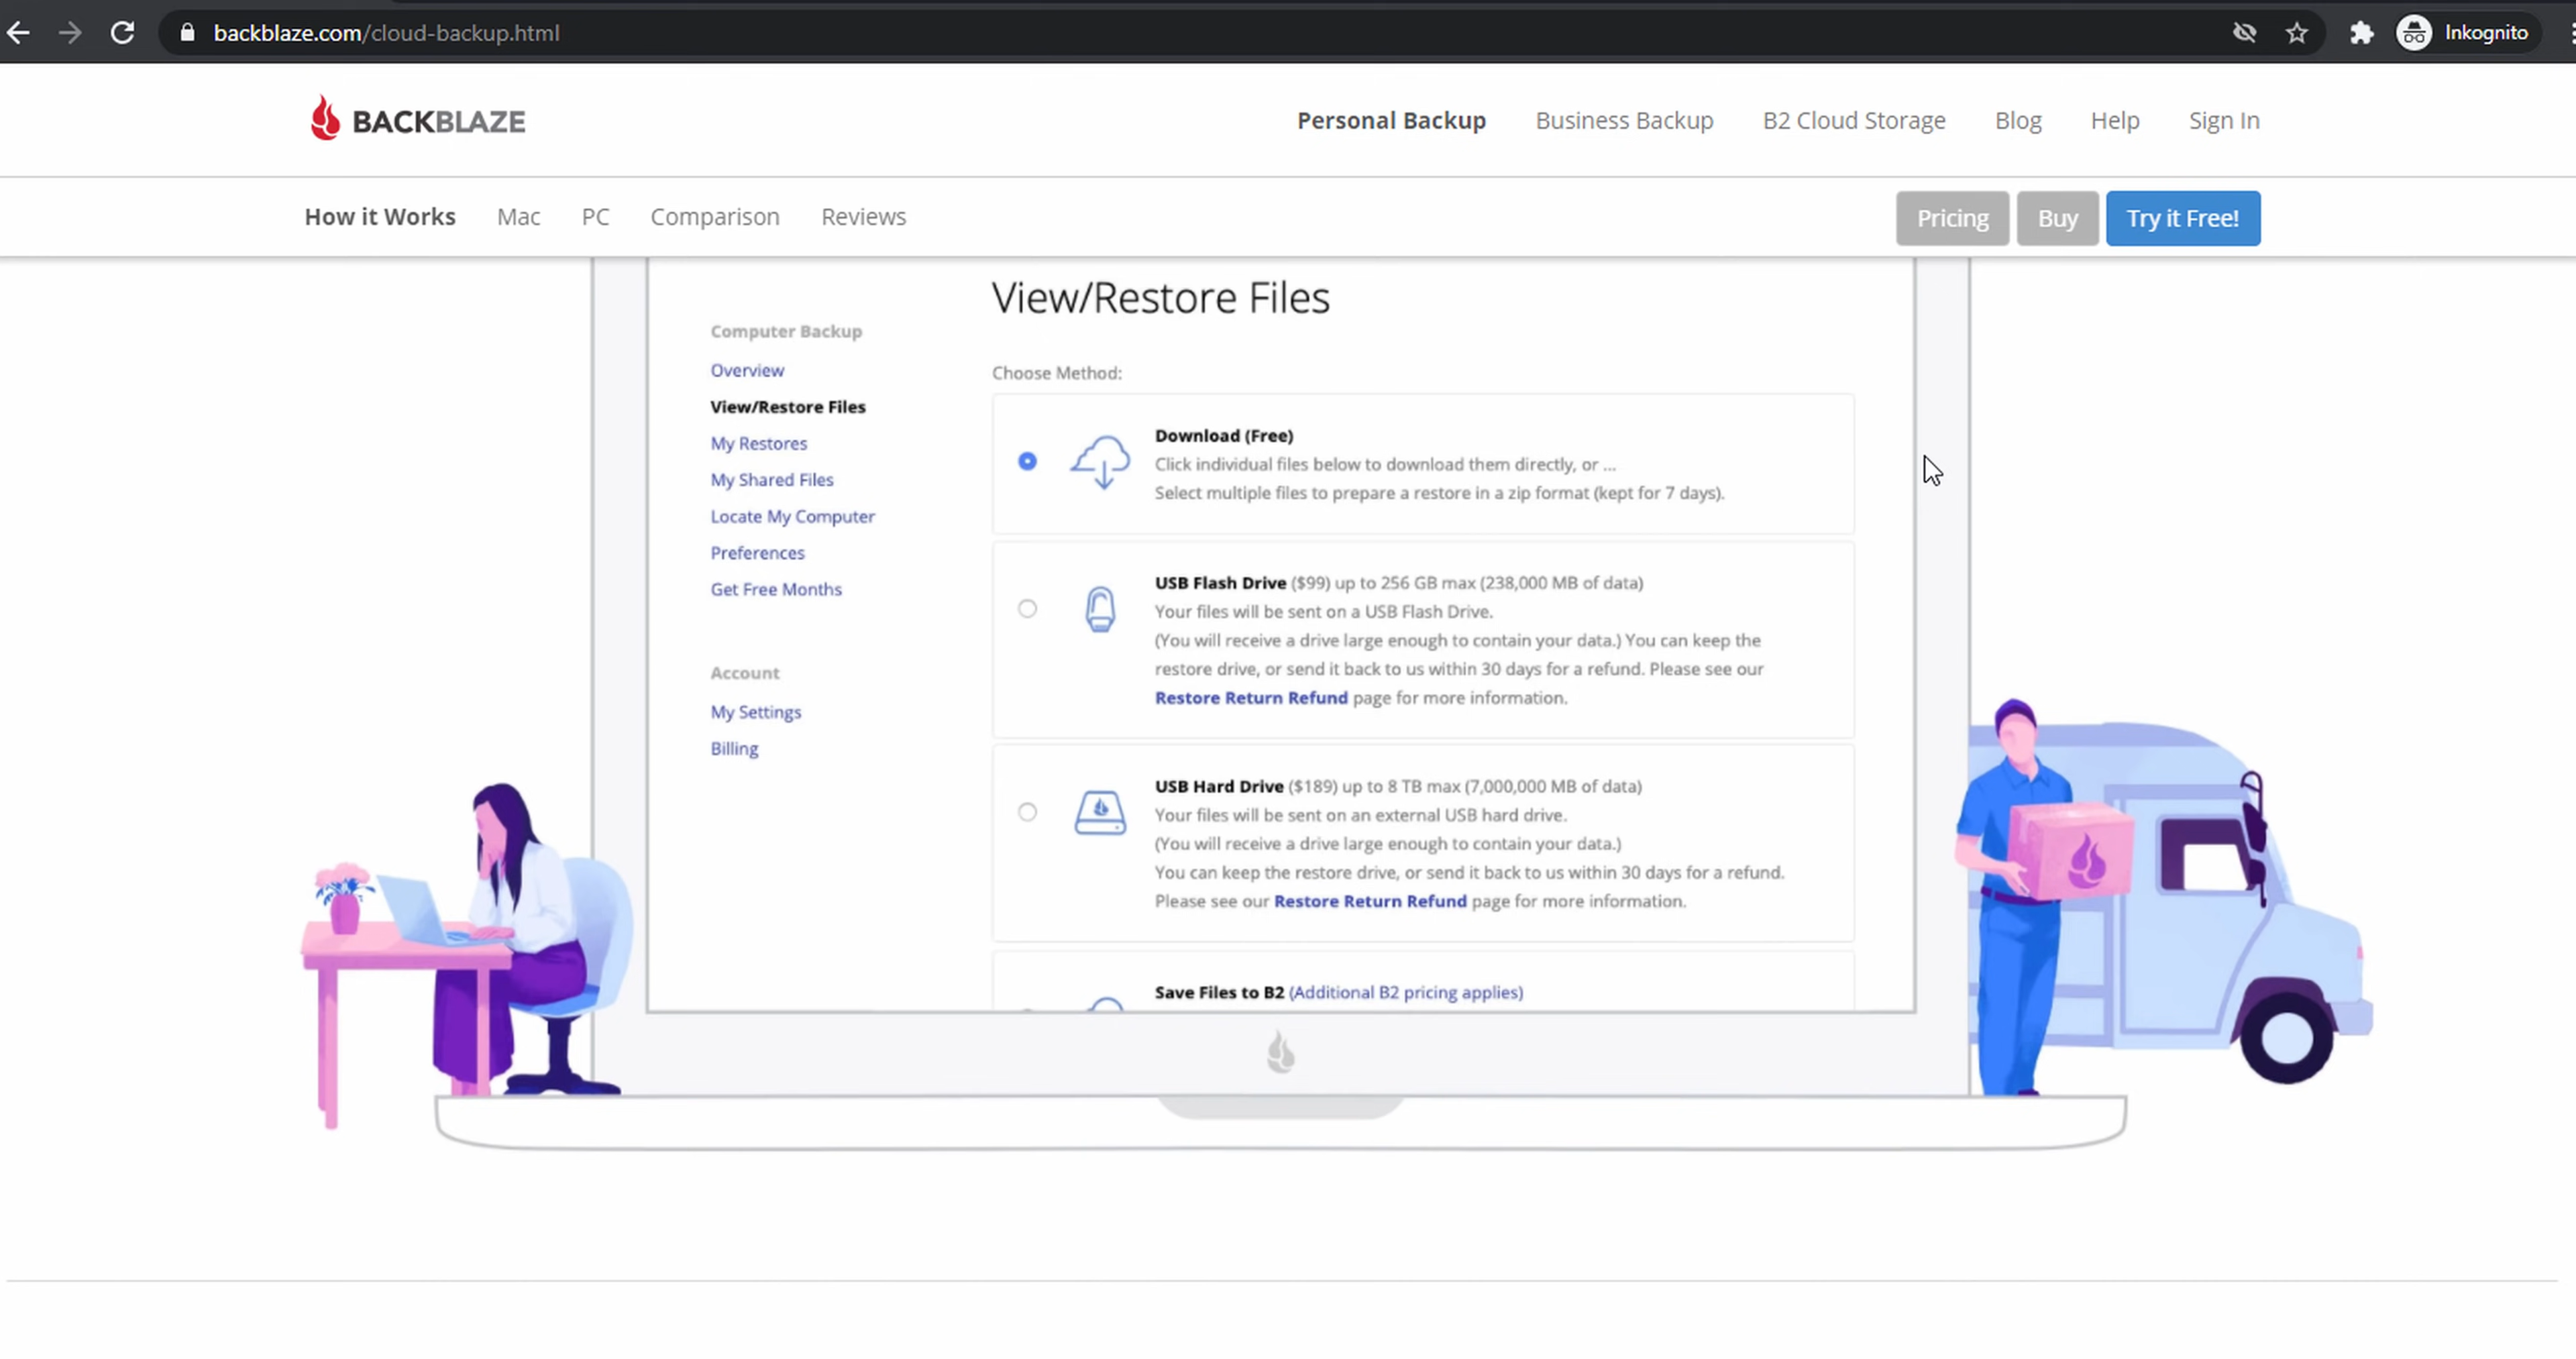 backblaze.com/cloud-backup.html
Inkognito
BACKBLAZE
Personal Backup Business Backup B2 Cloud Storage Blog Help Sign In
How it Works Mac PC Comparison Reviews
Pricing Buy Try it Free!
View/Restore Files
Computer Backup
Overview
View/Restore Files
My Restores
My Shared Files
Locate My Computer
Preferences
Get Free Months
Account
My Settings
Billing
Choose Method:
Download (Free)
Click individual files below to download them directly, or ...
Select multiple files to prepare a restore in a zip format (kept for 7 days).
USB Flash Drive ($99) up to 256 GB max (238,000 MB of data)
Your files will be sent on a USB Flash Drive.
(You will receive a drive large enough to contain your data.) You can keep the
restore drive, or send it back to us within 30 days for a refund. Please see our
Restore Return Refund page for more information.
USB Hard Drive ($189) up to 8 TB max (7,000,000 MB of data)
Your files will be sent on an external USB hard drive.
(You will receive a drive large enough to contain your data.)
You can keep the restore drive, or send it back to us within 30 days for a refund.
Please see our Restore Return Refund page for more information.
Save Files to B2 (Additional B2 pricing applies)